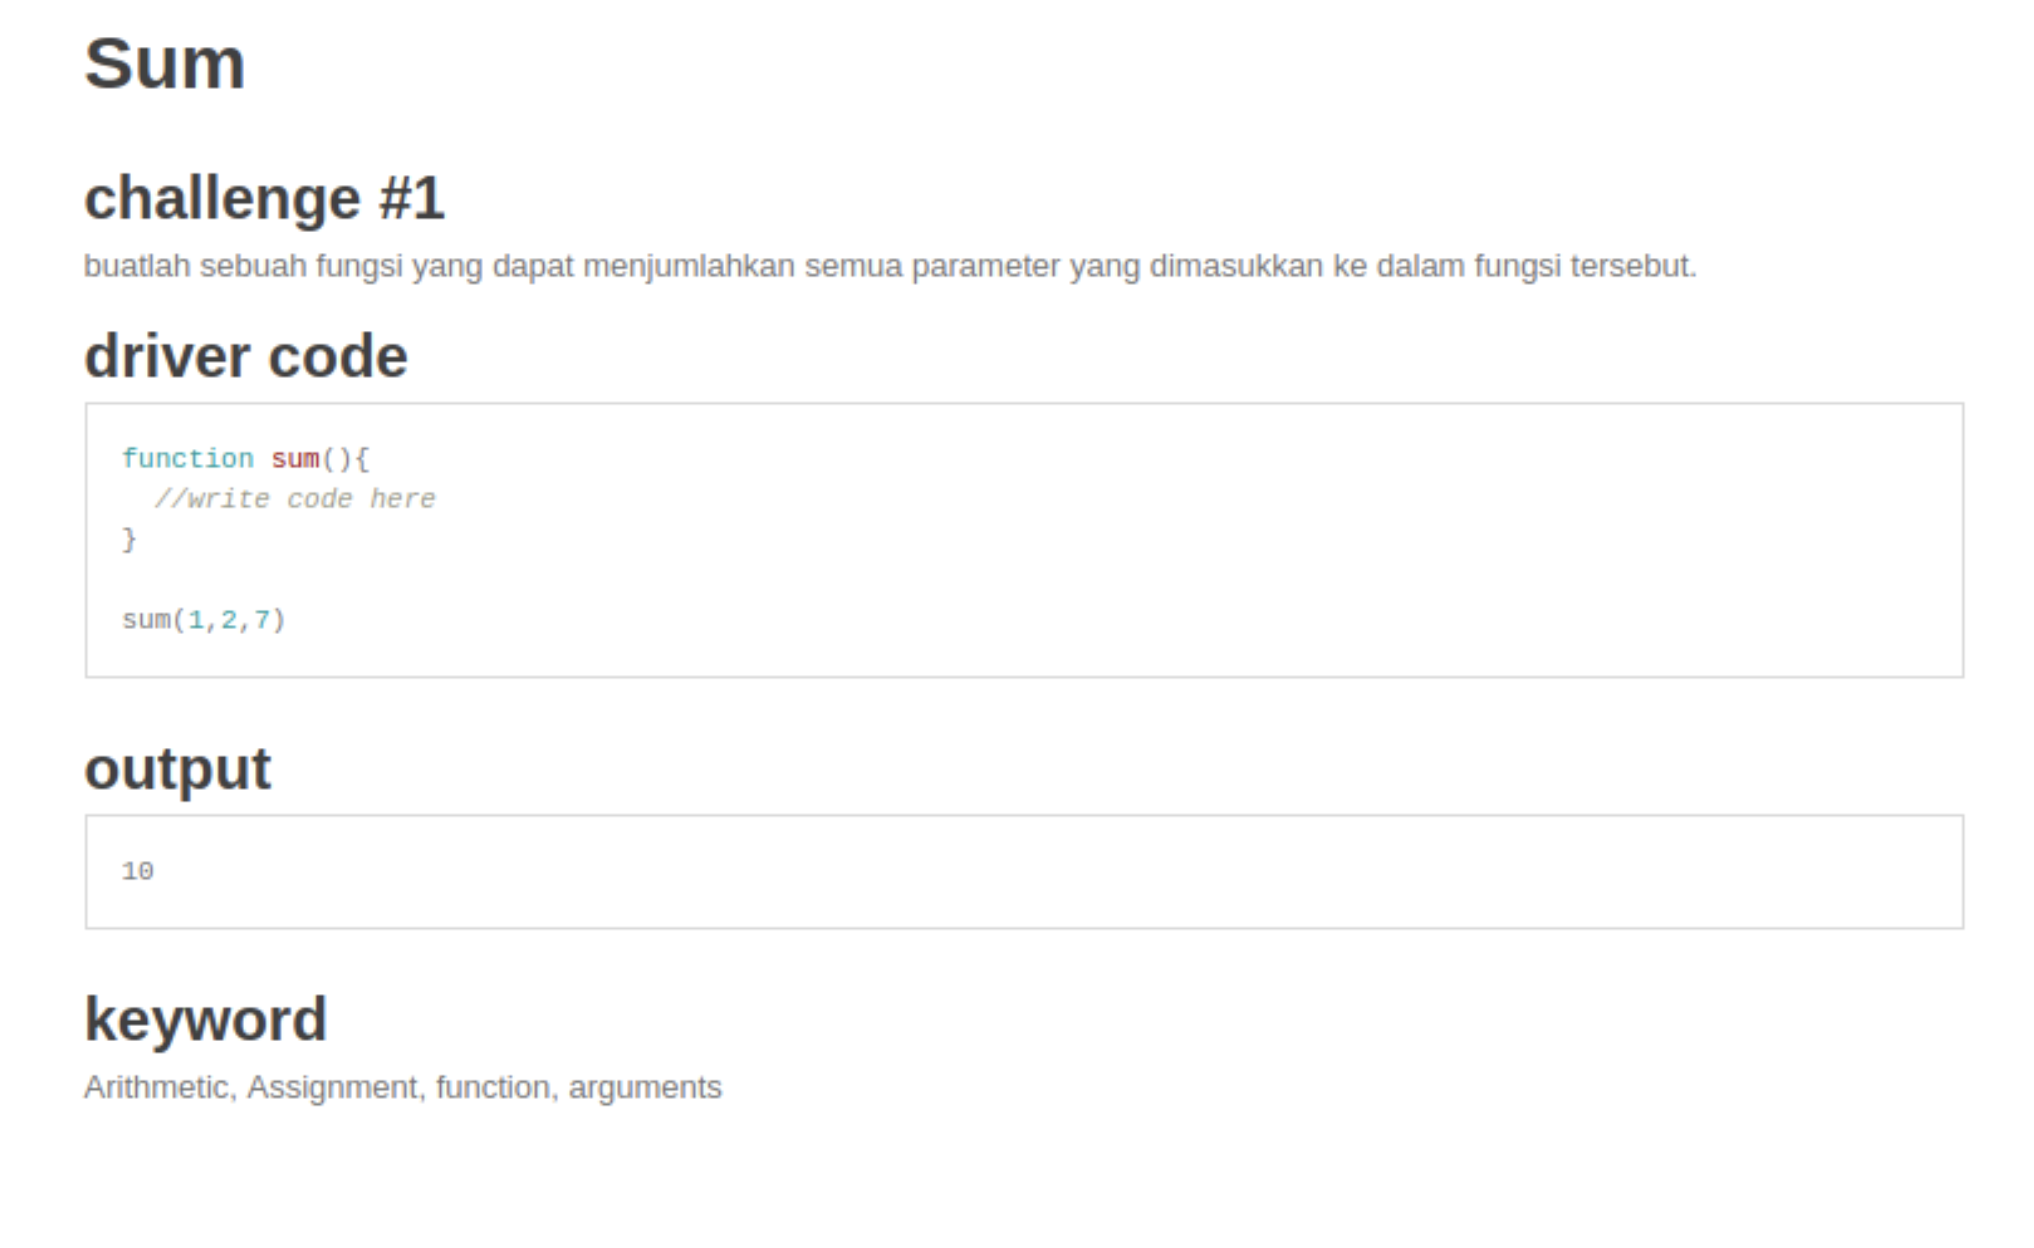 Sum
challenge #1
buatlah sebuah fungsi yang dapat menjumlahkan semua parameter yang dimasukkan ke dalam fungsi tersebut.
driver code
function sum(){
  //write code here
}
sum(1,2,7)
output
10
keyword
Arithmetic, Assignment, function, arguments